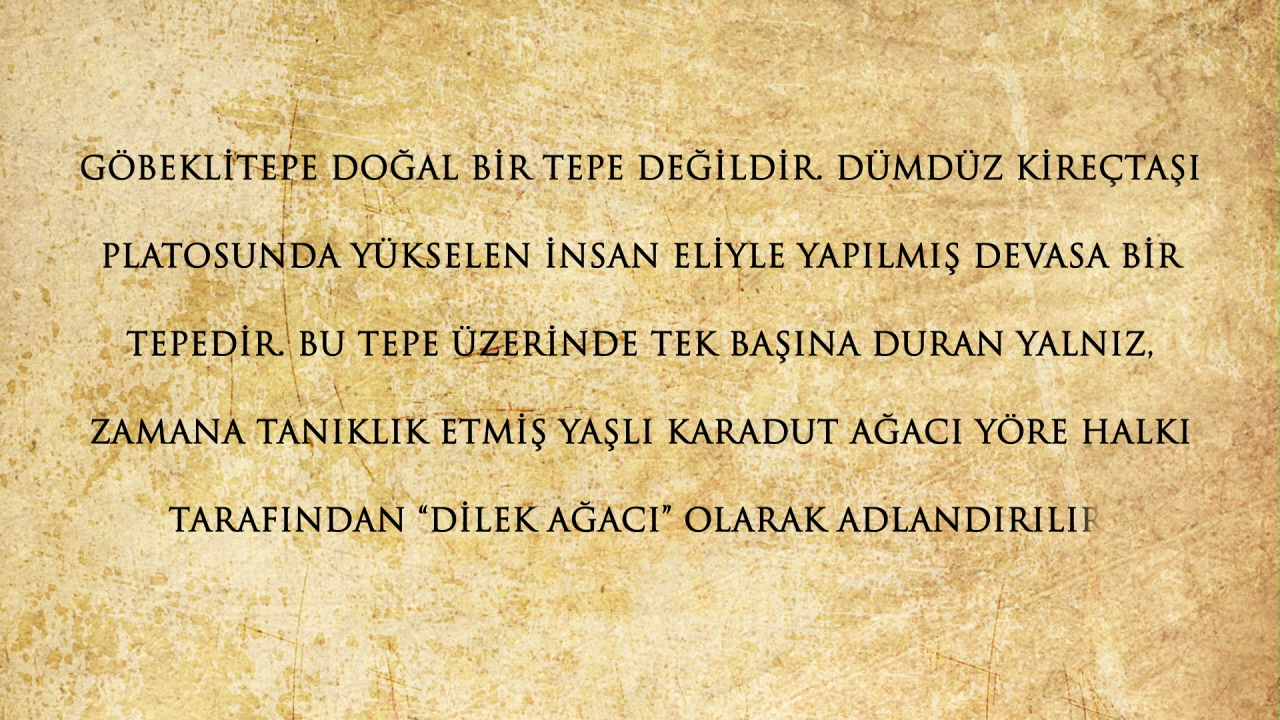 GÖBEKLİTEPE DOĞAL BİR TEPE DEĞİLDİR. DÜMDÜZ KİREÇTAŞI
PLATOSUNDA YÜKSELEN İNSAN ELİYLE YAPILMIŞ DEVASA BİR
TEPEDİR. BU TEPE ÜZERİNDE TEK BAŞINA DURAN YALNIZ,
ZAMANA TANIKLIK ETMİŞ YAŞLI KARADUT AĞACI YÖRE HALKI
TARAFINDAN “DİLEK AĞACI” OLARAK ADLANDIRILIR